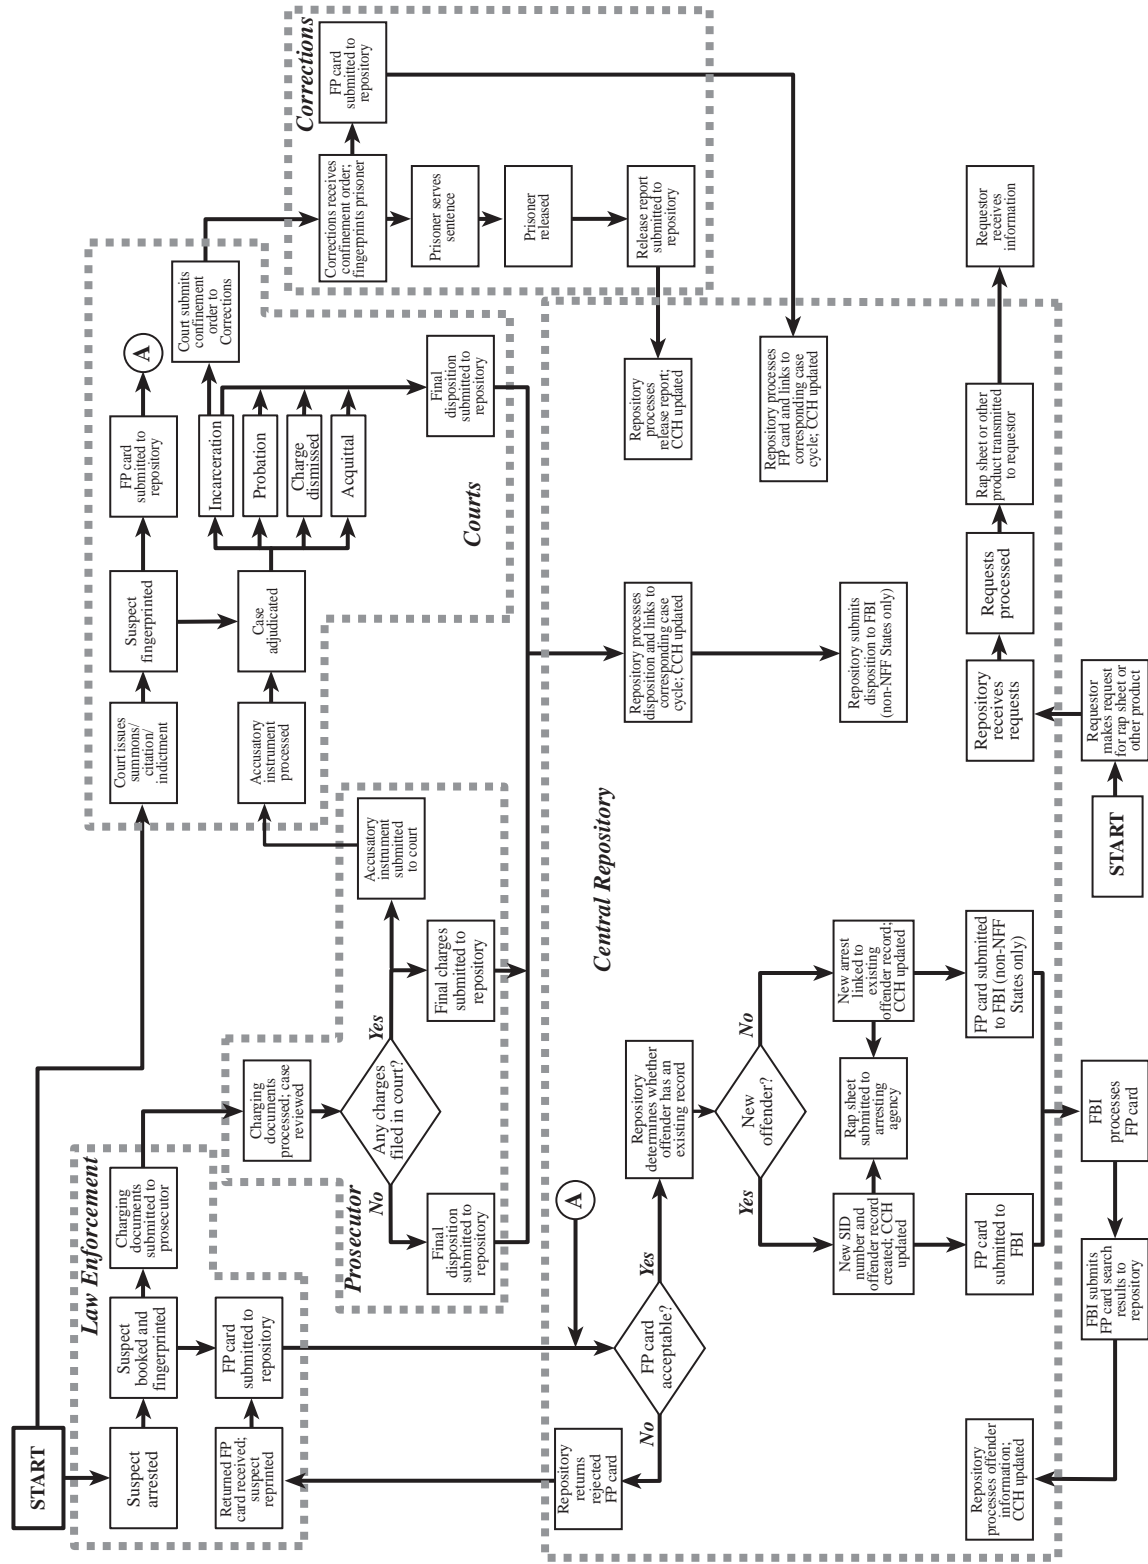 START
Law Enforcement
Suspect
arrested
Suspect
booked and
fingerprinted
Charging
documents
submitted to
prosecutor
Returned FP
card received;
suspect
reprinted
FP card
submitted to
repository
Prosecutor
Charging
documents
processed; case
reviewed
Any charges
filed in court?
No
Yes
Final
disposition
submitted to
repository
Final charges
submitted to
repository
Accusatory
instrument
submitted
to court
Courts
Court issues
summons/
citation/
indictment
Suspect
fingerprinted
FP card
submitted to
repository
A
Accusatory
instrument
processed
Case
adjudicated
Incarceration
Probation
Charge
dismissed
Acquittal
Court submits
confinement
order to
Corrections
Final
disposition
submitted to
repository
Corrections
Corrections receives
confinement order;
fingerprints prisoner
FP card
submitted to
repository
Prisoner serves
sentence
Prisoner
released
Release report
submitted to
repository
Central Repository
Repository
returns
rejected
FP card
FP card
acceptable?
No
Yes
A
Repository
determines whether
offender has an
existing record
New
offender?
Yes
No
New SID
number and
offender record
created; CCH
updated
Rap sheet
submitted to
arresting
agency
New arrest
linked to
existing
offender record;
CCH updated
FP card submitted to
FBI
FP card submitted
to FBI (non-NFF
States only)
Repository processes
disposition and links to
corresponding case
cycle; CCH updated
Repository submits
disposition to FBI
(non-NFF States only)
Repository
processes
release report;
CCH updated
Repository processes
FP card and links to
corresponding case
cycle; CCH updated
Repository
processes offender
information;
CCH updated
Repository
receives
requests
Requests
processed
Rap sheet or other
product transmitted
to requestor
Requestor
receives
information
FBI submits
FP card search
results to
repository
FBI
processes
FP card
START
Requestor
makes request
for rap sheet or
other product